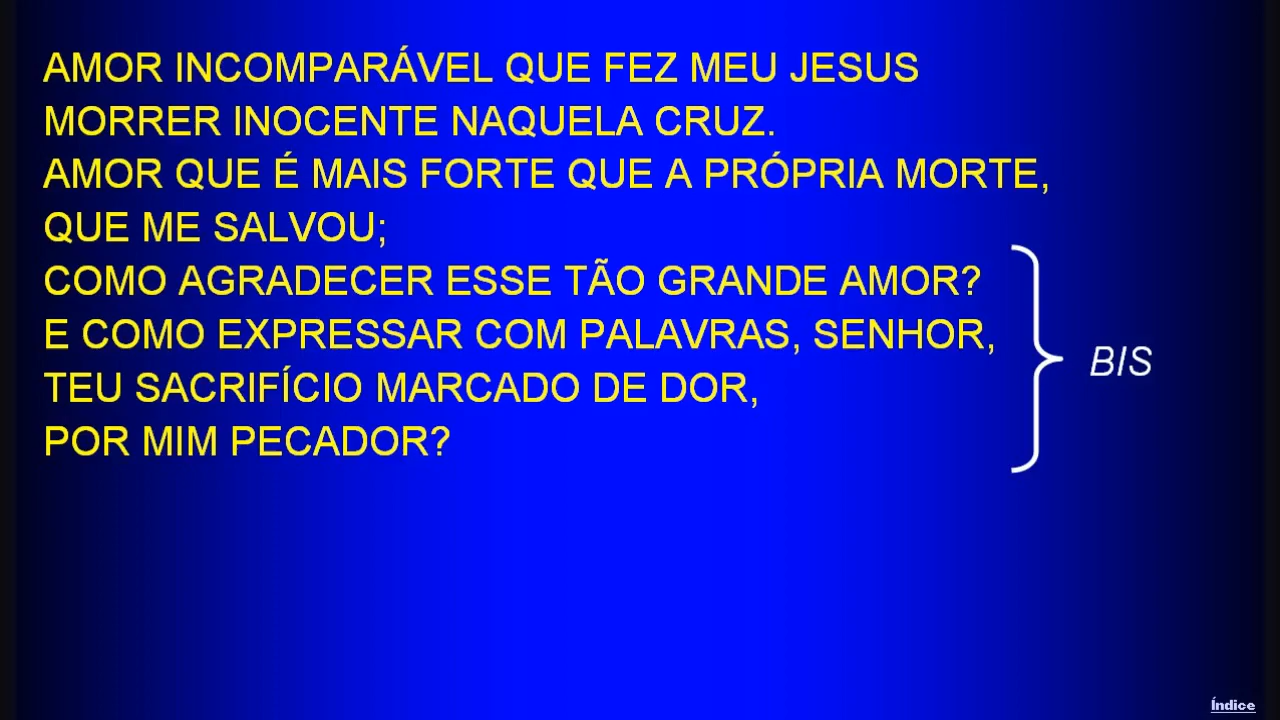 AMOR INCOMPARÁVEL QUE FEZ MEU JESUS
MORRER INOCENTE NAQUELA CRUZ.
AMOR QUE É MAIS FORTE QUE A PRÓPRIA MORTE,
QUE ME SALVOU;
COMO AGRADECER ESSE TÃO GRANDE AMOR?
E COMO EXPRESSAR COM PALAVRAS, SENHOR,
TEU SACRIFÍCIO MARCADO DE DOR,
POR MIM PECADOR?
BIS
Índice